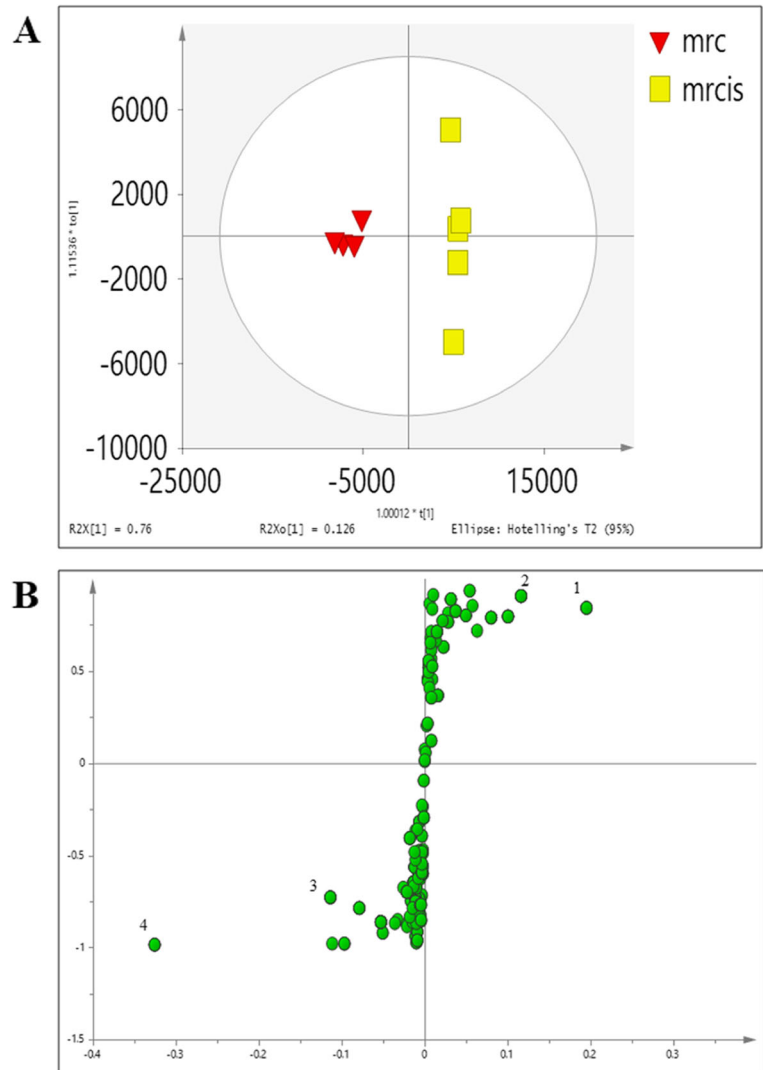 A
mrc
mrcis
6000
2000
-2000
-6000
-10000
1.11536 * to[1]
-25000 -5000 15000
1.00012 * t[1]
R2X[1] = 0.76 R2Xo[1] = 0.126 Ellipse: Hotelling's T2 (95%)
B
2 1
0.5
0
-0.5
3
4
-1
-1.5
-0.4 -0.3 -0.2 -0.1 0 0.1 0.2 0.3